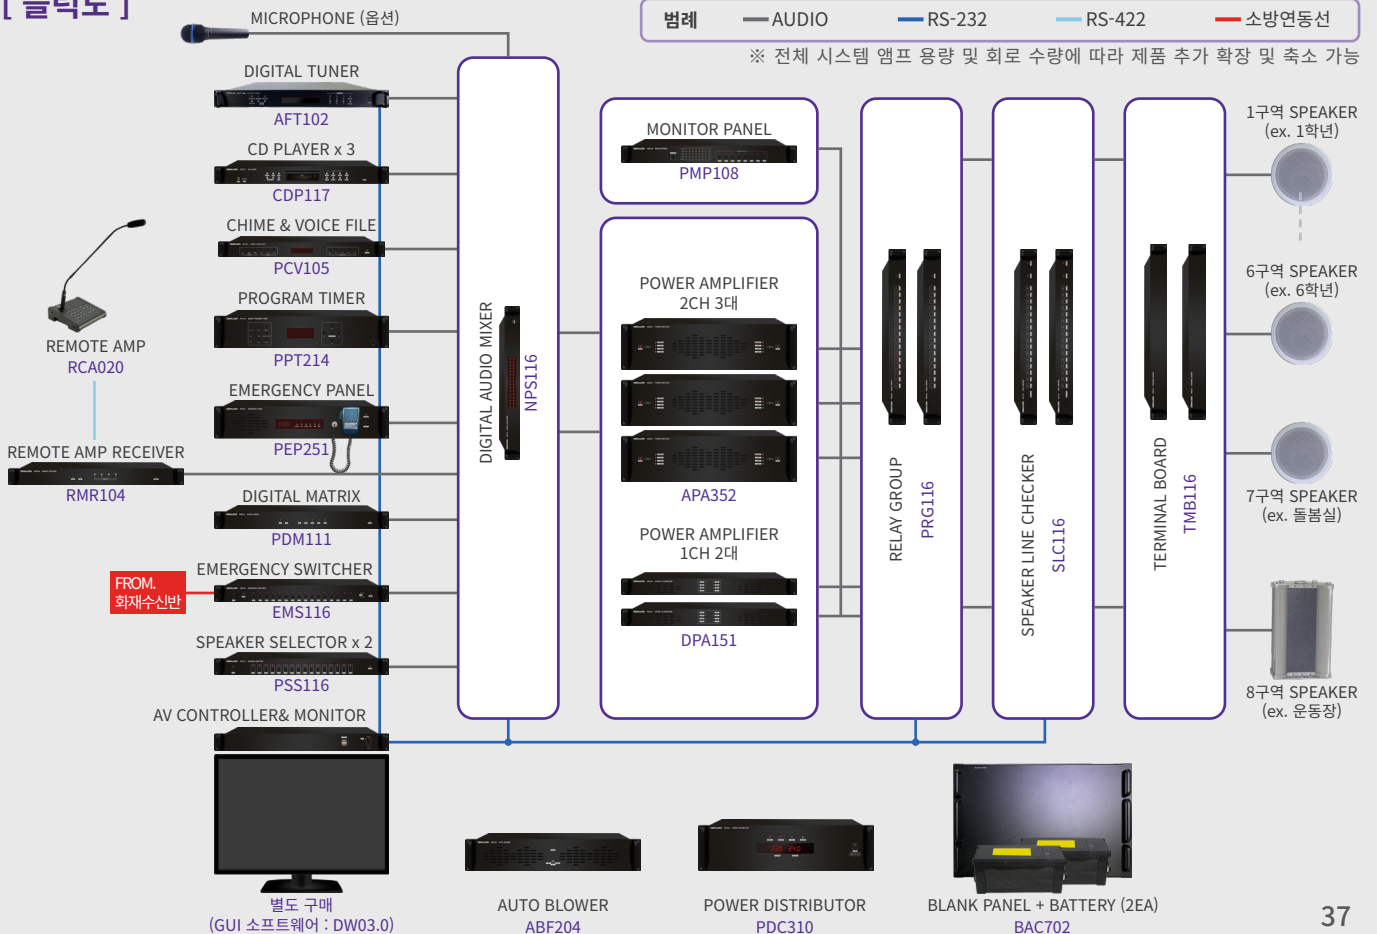 [ 블럭도 ]
범례
AUDIO
RS-232
RS-422
소방연동선
※ 전체 시스템 앰프 용량 및 회로 수량에 따라 제품 추가 확장 및 축소 가능
MICROPHONE (옵션)
DIGITAL TUNER
AFT102
CD PLAYER x 3
CDP117
CHIME & VOICE FILE
PCV105
PROGRAM TIMER
PPT214
EMERGENCY PANEL
PEP251
REMOTE AMP
RCA020
REMOTE AMP RECEIVER
RMR104
DIGITAL MATRIX
PDM111
EMERGENCY SWITCHER
EMS116
FROM.
화재수신반
SPEAKER SELECTOR x 2
PSS116
AV CONTROLLER& MONITOR
별도 구매
(GUI 소프트웨어 : DW03.0)
DIGITAL AUDIO MIXER
NPS116
MONITOR PANEL
PMP108
POWER AMPLIFIER
2CH 3대
APA352
POWER AMPLIFIER
1CH 2대
DPA151
RELAY GROUP
PRG116
SPEAKER LINE CHECKER
SLC116
TERMINAL BOARD
TMB116
1구역 SPEAKER
(ex. 1학년)
6구역 SPEAKER
(ex. 6학년)
7구역 SPEAKER
(ex. 돌봄실)
8구역 SPEAKER
(ex. 운동장)
AUTO BLOWER
ABF204
POWER DISTRIBUTOR
PDC310
BLANK PANEL + BATTERY (2EA)
BAC702
37